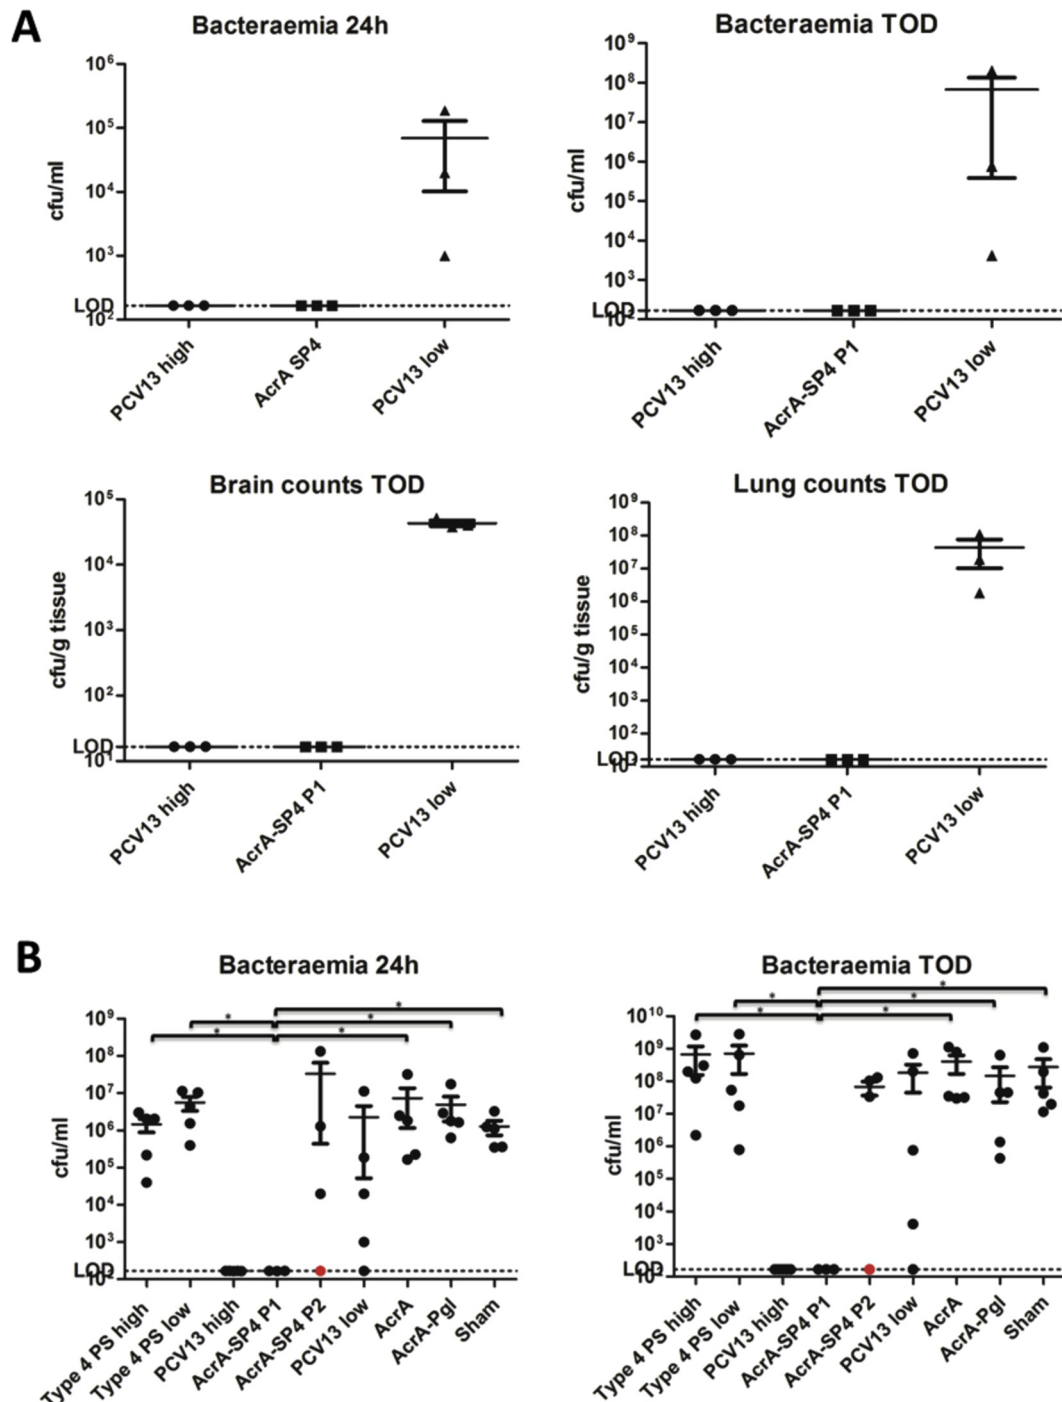 A
Bacteraemia 24h
cfu/ml
10⁶
10⁵
10⁴
10³
LOD
10²
PCV13 high
AcrA SP4
PCV13 low
Bacteraemia TOD
cfu/ml
10⁹
10⁸
10⁷
10⁶
10⁵
10⁴
10³
LOD
10²
PCV13 high
AcrA-SP4 P1
PCV13 low
Brain counts TOD
cfu/g tissue
10⁵
10⁴
10³
10²
LOD
10¹
PCV13 high
AcrA-SP4 P1
PCV13 low
Lung counts TOD
cfu/g tissue
10⁹
10⁸
10⁷
10⁶
10⁵
10⁴
10³
10²
LOD
PCV13 high
AcrA-SP4 P1
PCV13 low
B
Bacteraemia 24h
* * * * *
cfu/ml
10⁹
10⁸
10⁷
10⁶
10⁵
10⁴
10³
LOD
10²
Type 4 PS high
Type 4 PS low
PCV13 high
AcrA-SP4 P1
AcrA-SP4 P2
PCV13 low
AcrA
AcrA-Pgl
Sham
Bacteraemia TOD
* * * * *
cfu/ml
10¹⁰
10⁹
10⁸
10⁷
10⁶
10⁵
10⁴
10³
LOD
10²
Type 4 PS high
Type 4 PS low
PCV13 high
AcrA-SP4 P1
AcrA-SP4 P2
PCV13 low
AcrA
AcrA-Pgl
Sham